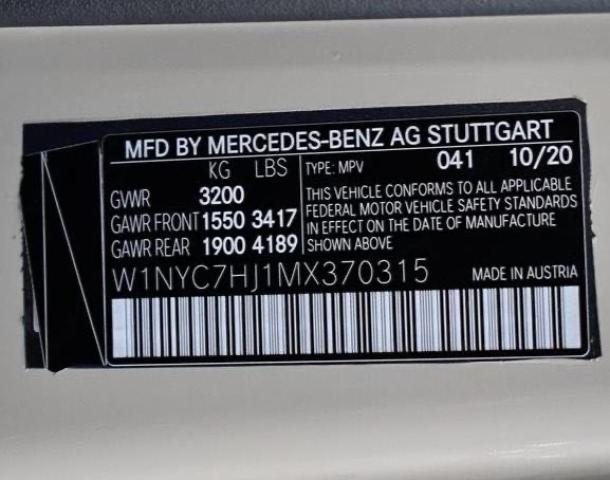 MFD BY MERCEDES-BENZ AG STUTTGART
KG LBS
GVWR 3200
GAWR FRONT 1550 3417
GAWR REAR 1900 4189
TYPE: MPV 041 10/20
THIS VEHICLE CONFORMS TO ALL APPLICABLE
FEDERAL MOTOR VEHICLE SAFETY STANDARDS
IN EFFECT ON THE DATE OF MANUFACTURE
SHOWN ABOVE
W1NYC7HJ1MX370315 MADE IN AUSTRIA